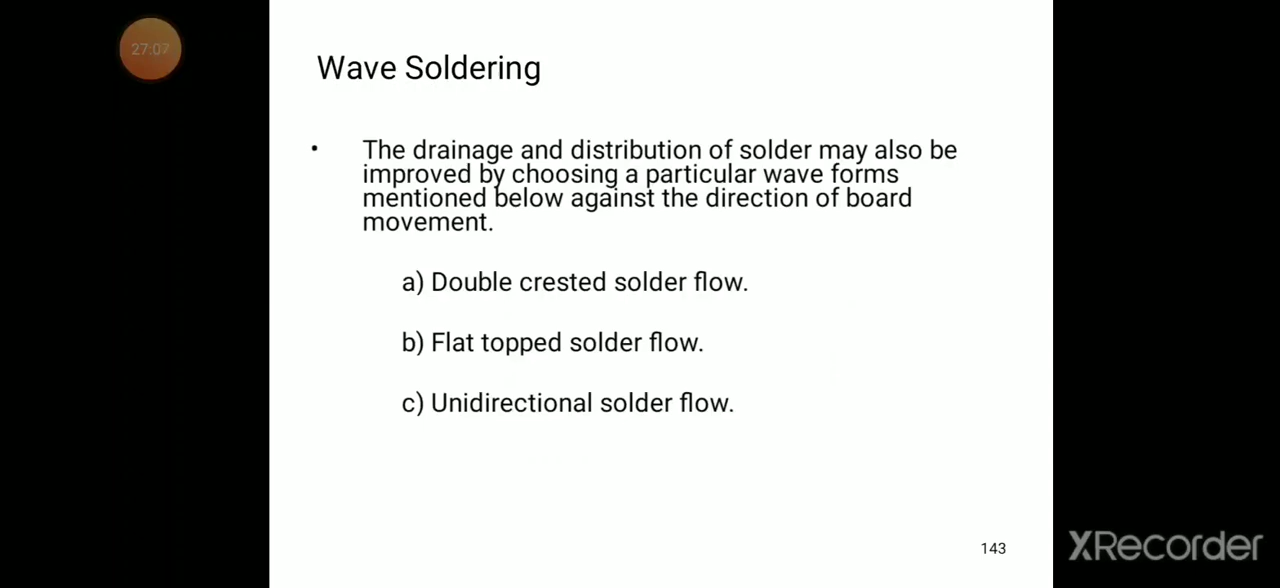 27:07
Wave Soldering
• The drainage and distribution of solder may also be
improved by choosing a particular wave forms
mentioned below against the direction of board
movement.
a) Double crested solder flow.
b) Flat topped solder flow.
c) Unidirectional solder flow.
143
XRecorder